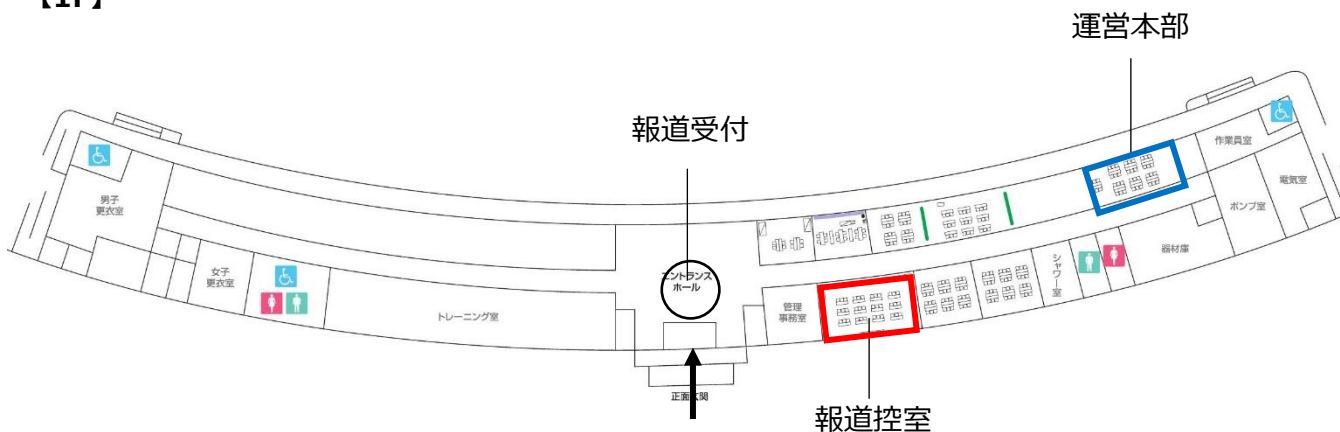 【1F】
運営本部
報道受付
作業員室
電気室
男子
更衣室
ポンプ室
エントランス
ホール
女子
更衣室
シャワー室
器材庫
管理
事務室
トレーニング室
正面玄関
報道控室